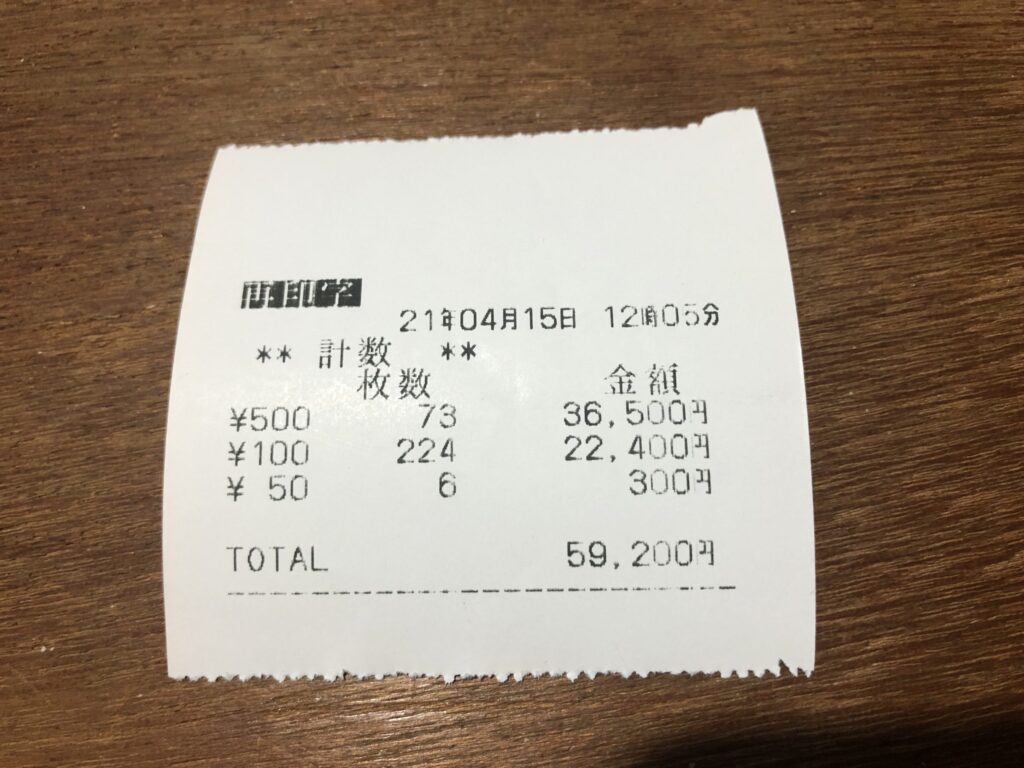 21年04月15日 12時05分
** 計数 **
枚数 金額
¥500 73 36,500円
¥100 224 22,400円
¥ 50 6 300円
TOTAL 59,200円